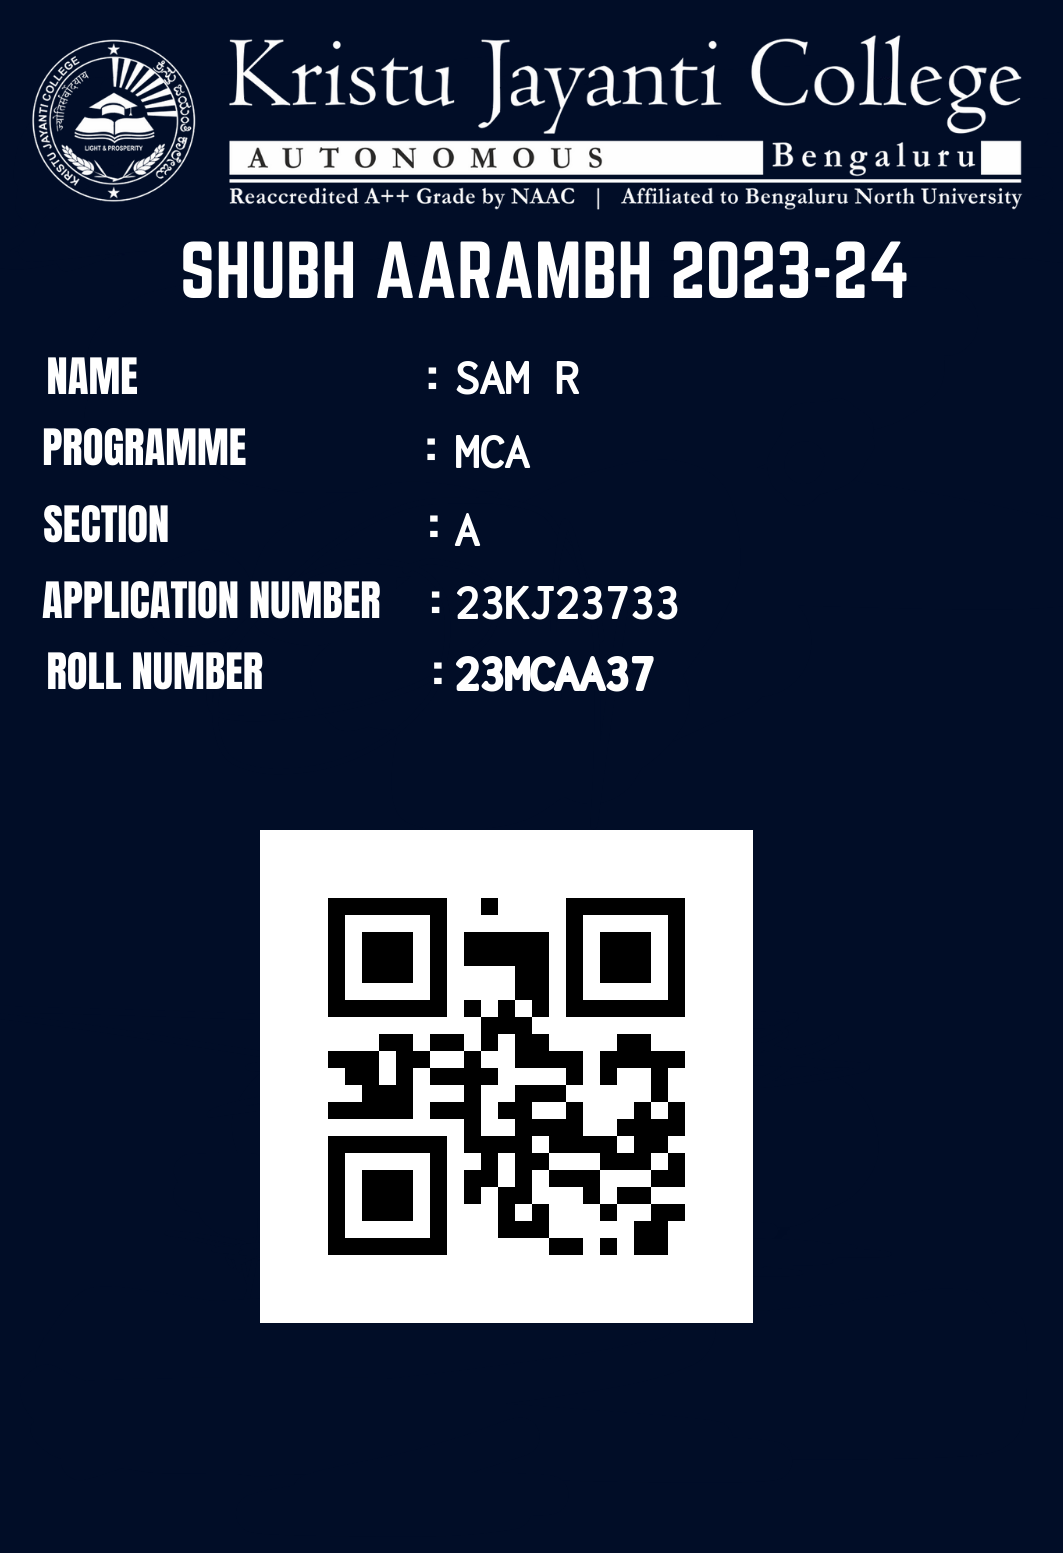 Kristu Jayanti College
AUTONOMOUS Bengaluru
Reaccredited A++ Grade by NAAC | Affiliated to Bengaluru North University
KRISTU JAYANTI COLLEGE
LIGHT & PROSPERITY
SHUBH AARAMBH 2023-24
NAME : SAM R
PROGRAMME : MCA
SECTION : A
APPLICATION NUMBER : 23KJ23733
ROLL NUMBER : 23MCAA37